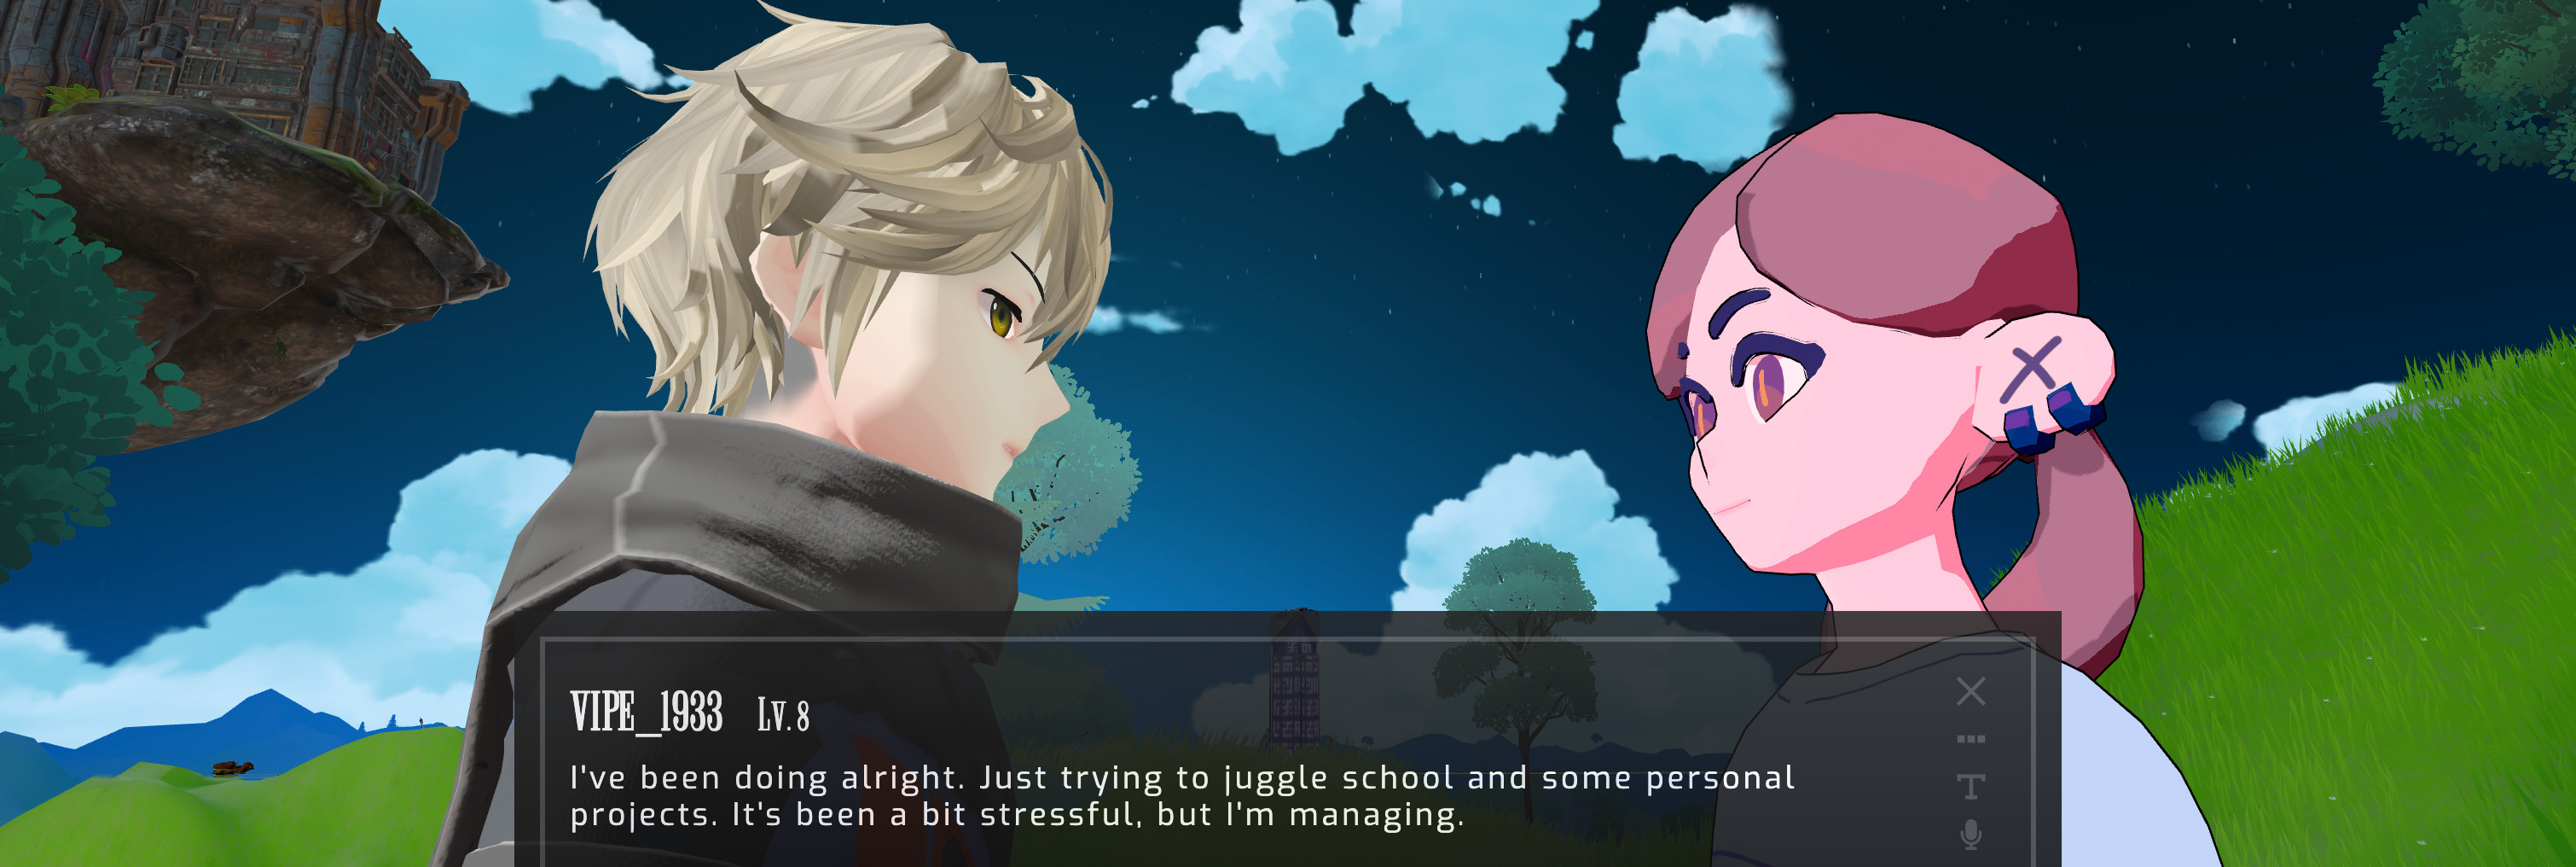 VIPE_1933 Lv. 8
I've been doing alright. Just trying to juggle school and some personal
projects. It's been a bit stressful, but I'm managing.